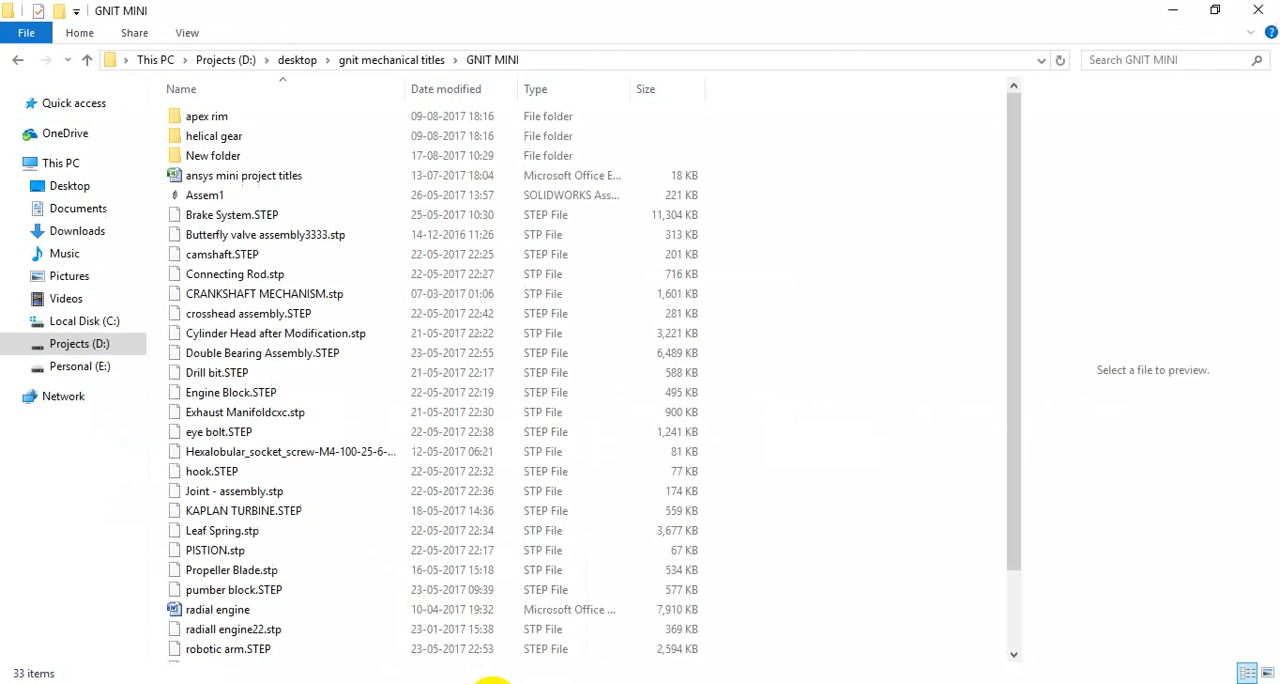 GNIT MINI
File Home Share View
This PC Projects (D:) desktop gnit mechanical titles GNIT MINI Search GNIT MINI
Name Date modified Type Size
Quick access
OneDrive
This PC
Desktop
Documents
Downloads
Music
Pictures
Videos
Local Disk (C:)
Projects (D:)
Personal (E:)
Network
apex rim 09-08-2017 18:16 File folder
helical gear 09-08-2017 18:16 File folder
New folder 17-08-2017 10:29 File folder
ansys mini project titles 13-07-2017 18:04 Microsoft Office E... 18 KB
Assem1 26-05-2017 13:57 SOLIDWORKS Ass... 221 KB
Brake System.STEP 25-05-2017 10:30 STEP File 11,304 KB
Butterfly valve assembly3333.stp 14-12-2016 11:26 STP File 313 KB
camshaft.STEP 22-05-2017 22:25 STEP File 201 KB
Connecting Rod.stp 22-05-2017 22:27 STP File 716 KB
CRANKSHAFT MECHANISM.stp 07-03-2017 01:06 STP File 1,601 KB
crosshead assembly.STEP 22-05-2017 22:42 STEP File 281 KB
Cylinder Head after Modification.stp 21-05-2017 22:22 STP File 3,221 KB
Double Bearing Assembly.STEP 23-05-2017 22:55 STEP File 6,489 KB
Drill bit.STEP 21-05-2017 22:17 STEP File 588 KB
Engine Block.STEP 22-05-2017 22:19 STEP File 495 KB
Exhaust Manifoldcxc.stp 21-05-2017 22:30 STP File 900 KB
eye bolt.STEP 22-05-2017 22:38 STEP File 1,241 KB
Hexalobular_socket_screw-M4-100-25-6-... 12-05-2017 06:21 STEP File 81 KB
hook.STEP 22-05-2017 22:32 STEP File 77 KB
Joint - assembly.stp 22-05-2017 22:36 STP File 174 KB
KAPLAN TURBINE.STEP 18-05-2017 14:36 STEP File 559 KB
Leaf Spring.stp 22-05-2017 22:34 STP File 3,677 KB
PISTION.stp 22-05-2017 22:17 STP File 67 KB
Propeller Blade.stp 16-05-2017 15:18 STP File 534 KB
pumber block.STEP 23-05-2017 09:39 STEP File 577 KB
radial engine 10-04-2017 19:32 Microsoft Office ... 7,910 KB
radiall engine22.stp 23-01-2017 15:38 STP File 369 KB
robotic arm.STEP 23-05-2017 22:53 STEP File 2,594 KB
Select a file to preview.
33 items